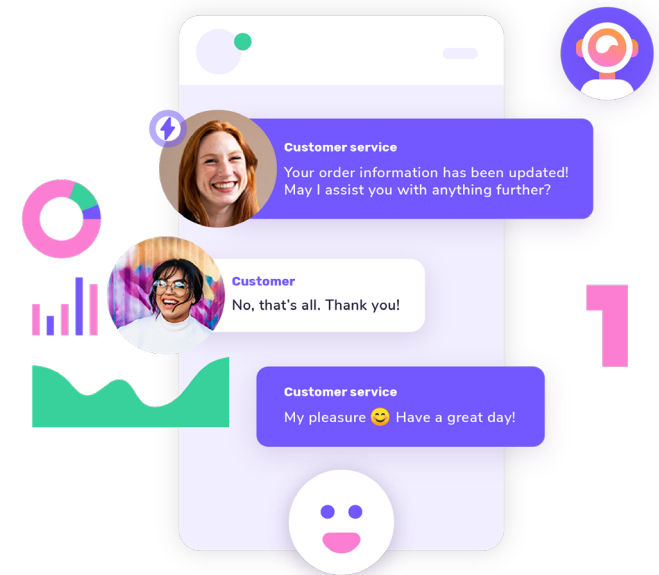 Customer service
Your order information has been updated!
May I assist you with anything further?
Customer
No, that's all. Thank you!
Customer service
My pleasure 😊 Have a great day!
1